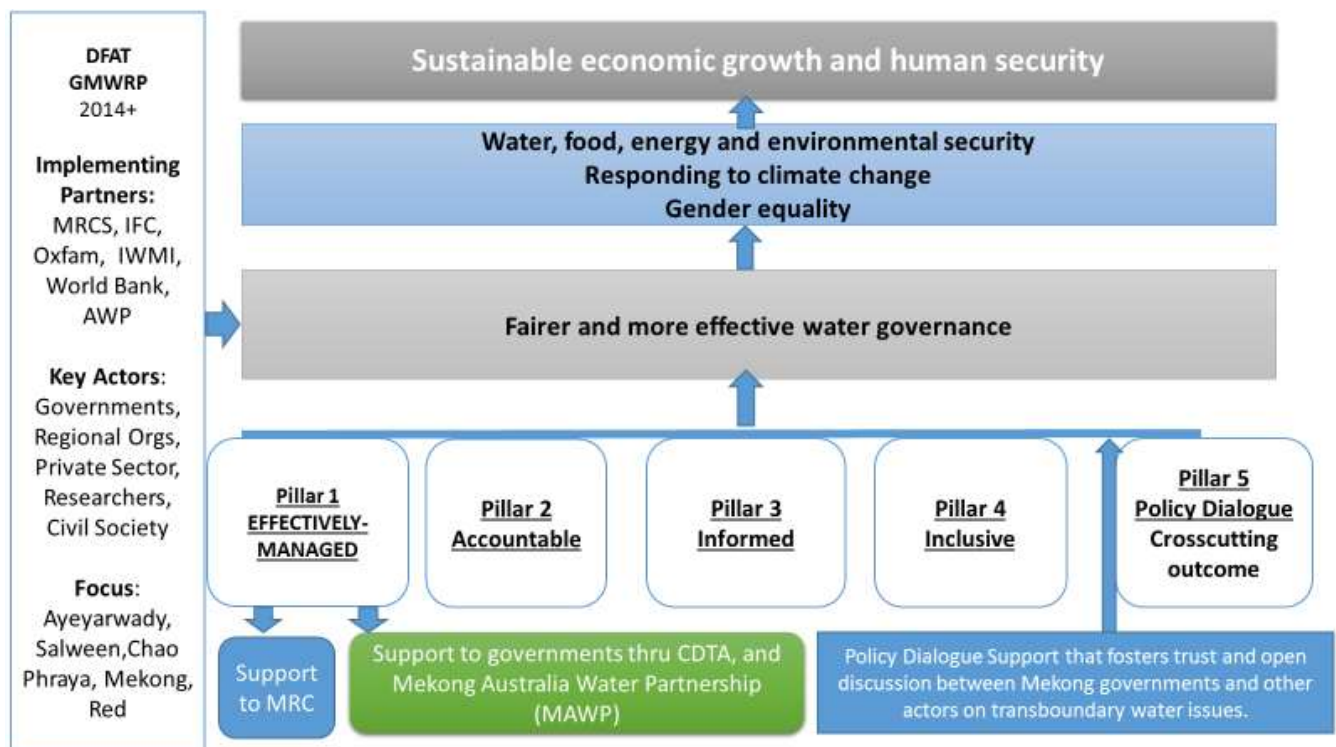 DFAT
GMWRP
2014+
Implementing
Partners:
MRCS, IFC,
Oxfam, IWMI,
World Bank,
AWP
Key Actors:
Governments,
Regional Orgs,
Private Sector,
Researchers,
Civil Society
Focus:
Ayeyarwady,
Salween,Chao
Phraya, Mekong,
Red
Sustainable economic growth and human security
Water, food, energy and environmental security
Responding to climate change
Gender equality
Fairer and more effective water governance
Pillar 1
EFFECTIVELY-
MANAGED
Pillar 2
Accountable
Pillar 3
Informed
Pillar 4
Inclusive
Pillar 5
Policy Dialogue
Crosscutting
outcome
Support
to MRC
Support to governments thru CDTA, and
Mekong Australia Water Partnership
(MAWP)
Policy Dialogue Support that fosters trust and open
discussion between Mekong governments and other
actors on transboundary water issues.